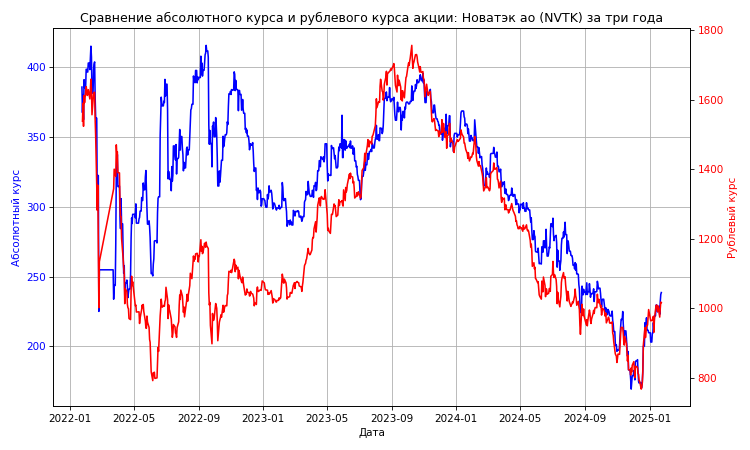 Сравнение абсолютного курса и рублевого курса акции: Новатэк ао (NVTK) за три года
Абсолютный курс
400
350
300
250
200
1800
1600
1400
1200
1000
800
Рублевый курс
2022-01 2022-05 2022-09 2023-01 2023-05 2023-09 2024-01 2024-05 2024-09 2025-01
Дата